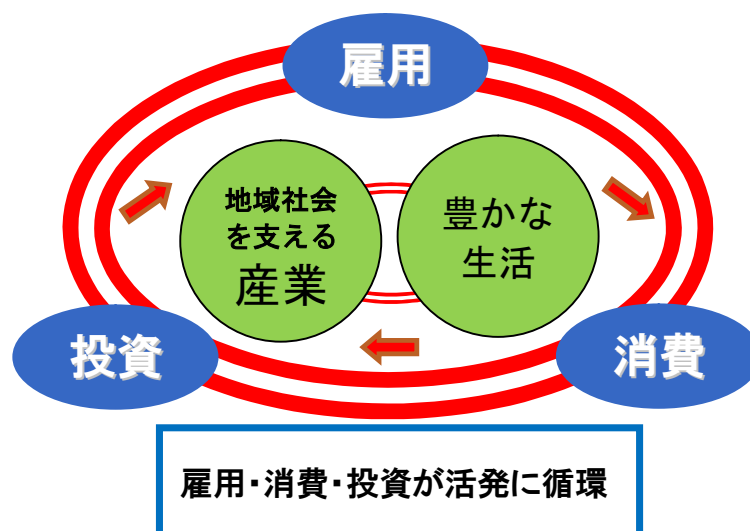 雇用
地域社会
を支える
産業
豊かな
生活
投資
消費
雇用・消費・投資が活発に循環